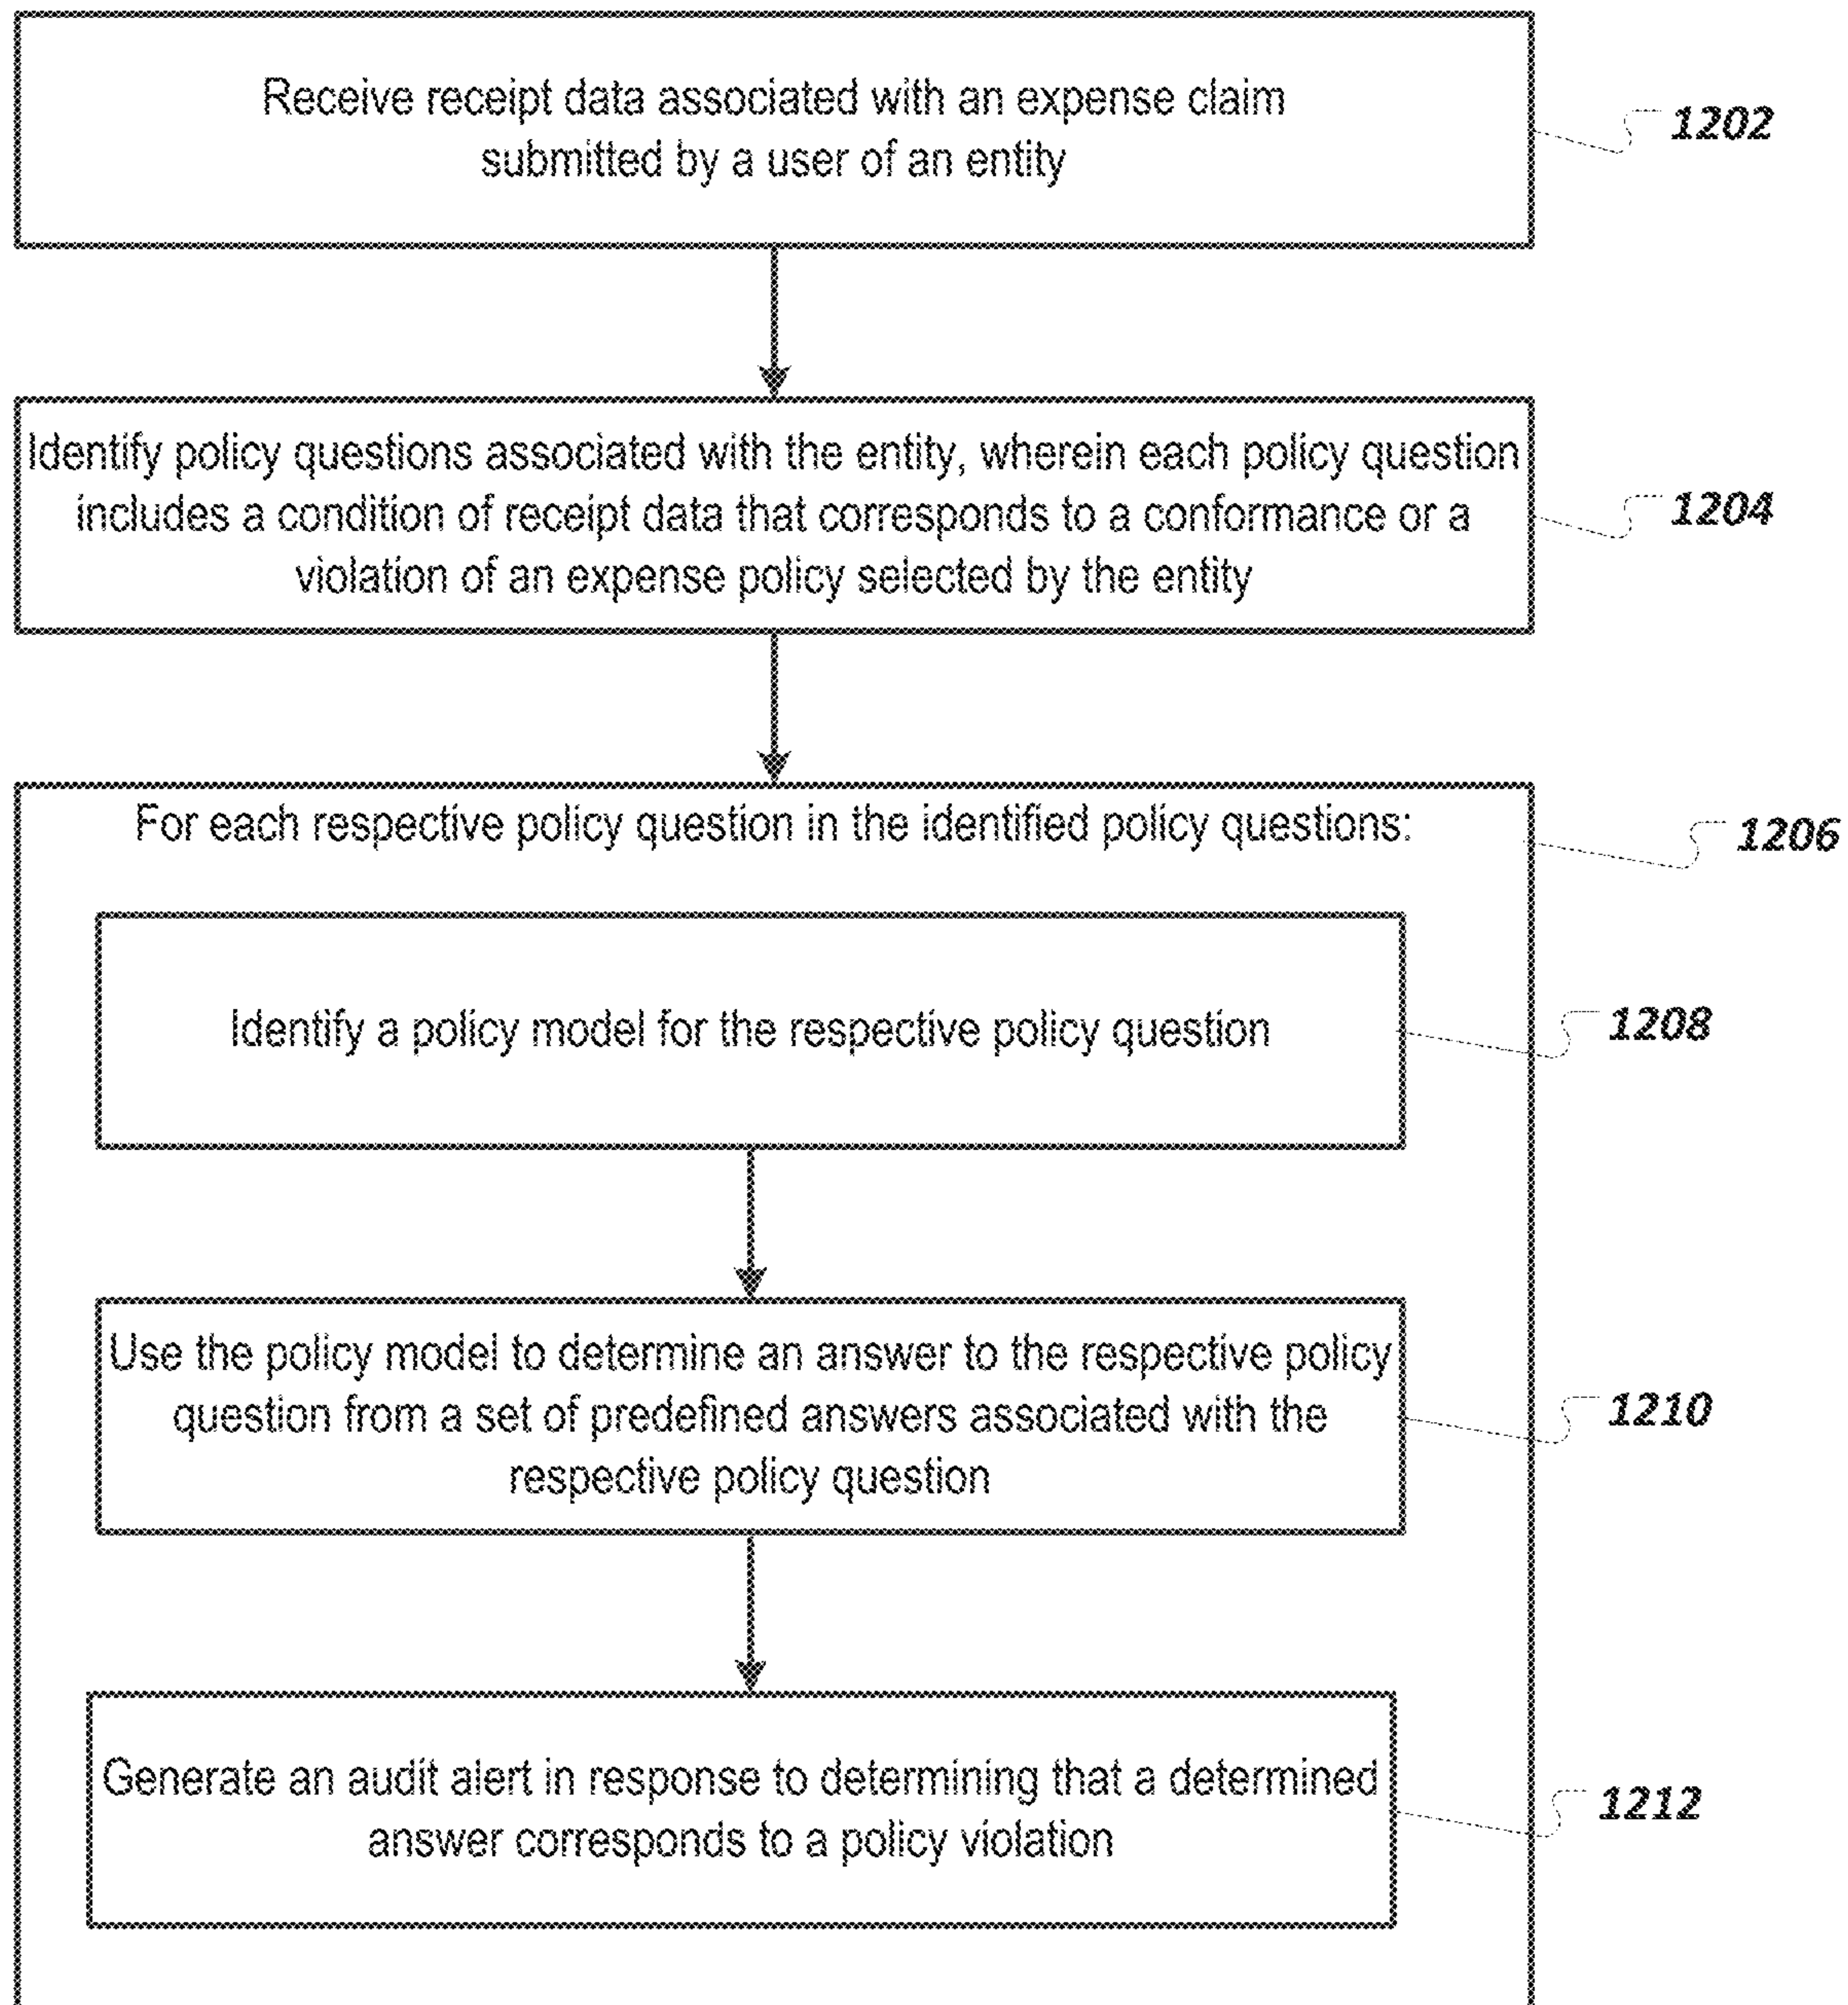 Receive receipt data associated with an expense claim
submitted by a user of an entity
1202
Identify policy questions associated with the entity, wherein each policy question
includes a condition of receipt data that corresponds to a conformance or a
violation of an expense policy selected by the entity
1204
For each respective policy question in the identified policy questions:
1206
Identify a policy model for the respective policy question
1208
Use the policy model to determine an answer to the respective policy
question from a set of predefined answers associated with the
respective policy question
1210
Generate an audit alert in response to determining that a determined
answer corresponds to a policy violation
1212